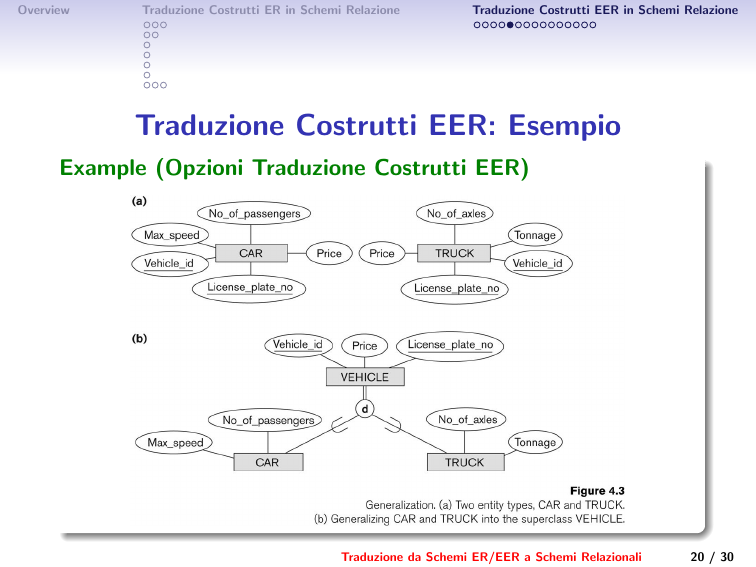 Overview
Traduzione Costrutti ER in Schemi Relazione
Traduzione Costrutti EER in Schemi Relazione
Traduzione Costrutti EER: Esempio
Example (Opzioni Traduzione Costrutti EER)
(a)
No_of_passengers
No_of_axles
Max_speed
Tonnage
CAR
Price
Price
TRUCK
Vehicle_id
Vehicle_id
License_plate_no
License_plate_no
(b)
Vehicle_id
Price
License_plate_no
VEHICLE
d
No_of_passengers
No_of_axles
Max_speed
Tonnage
CAR
TRUCK
Figure 4.3
Generalization. (a) Two entity types, CAR and TRUCK.
(b) Generalizing CAR and TRUCK into the superclass VEHICLE.
Traduzione da Schemi ER/EER a Schemi Relazionali
20 / 30